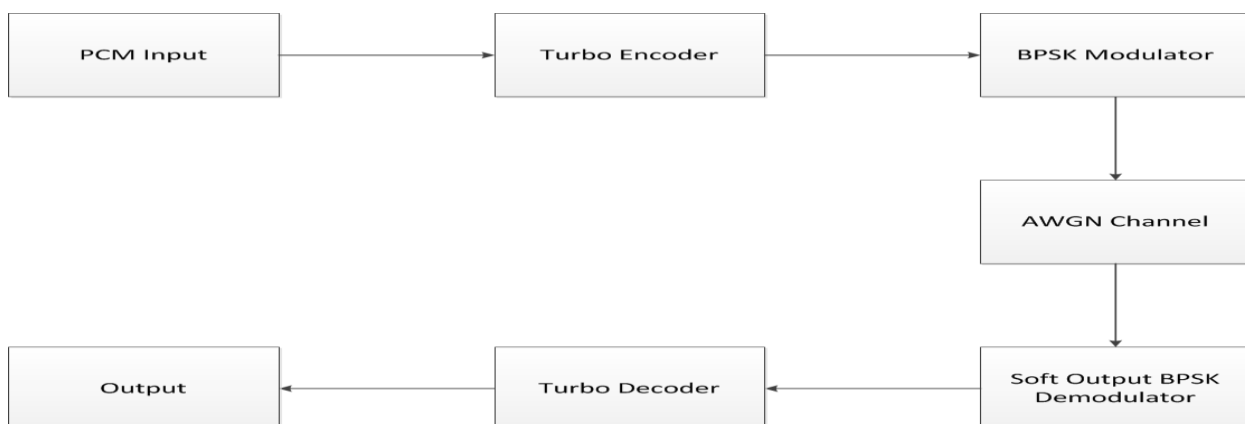 PCM Input
Turbo Encoder
BPSK Modulator
AWGN Channel
Soft Output BPSK
Demodulator
Turbo Decoder
Output